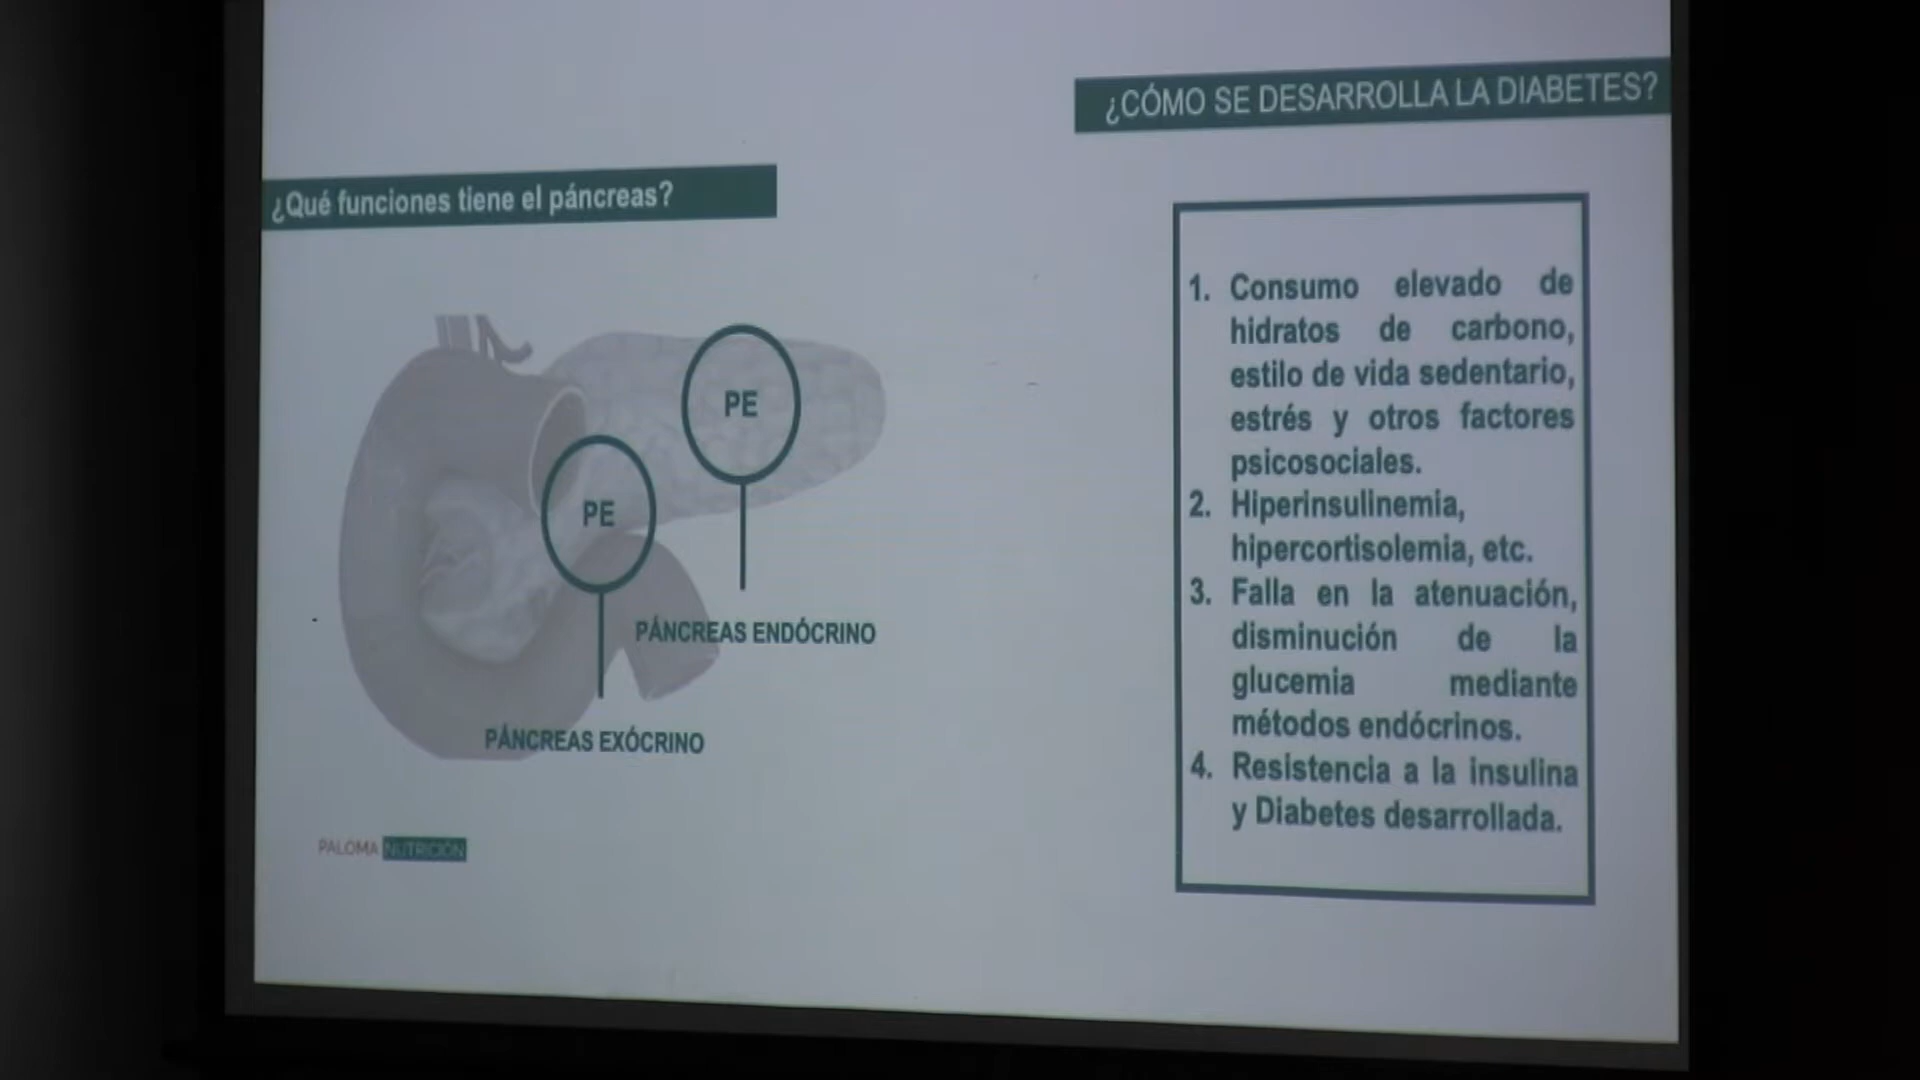 ¿CÓMO SE DESARROLLA LA DIABETES?
¿Qué funciones tiene el páncreas?
PE
PE
PÁNCREAS ENDÓCRINO
PÁNCREAS EXÓCRINO
PALOMA NUTRICIÓN
1. Consumo elevado de
hidratos de carbono,
estilo de vida sedentario,
estrés y otros factores
psicosociales.
2. Hiperinsulinemia,
hipercortisolemia, etc.
3. Falla en la atenuación,
disminución de la
glucemia mediante
métodos endócrinos.
4. Resistencia a la insulina
y Diabetes desarrollada.